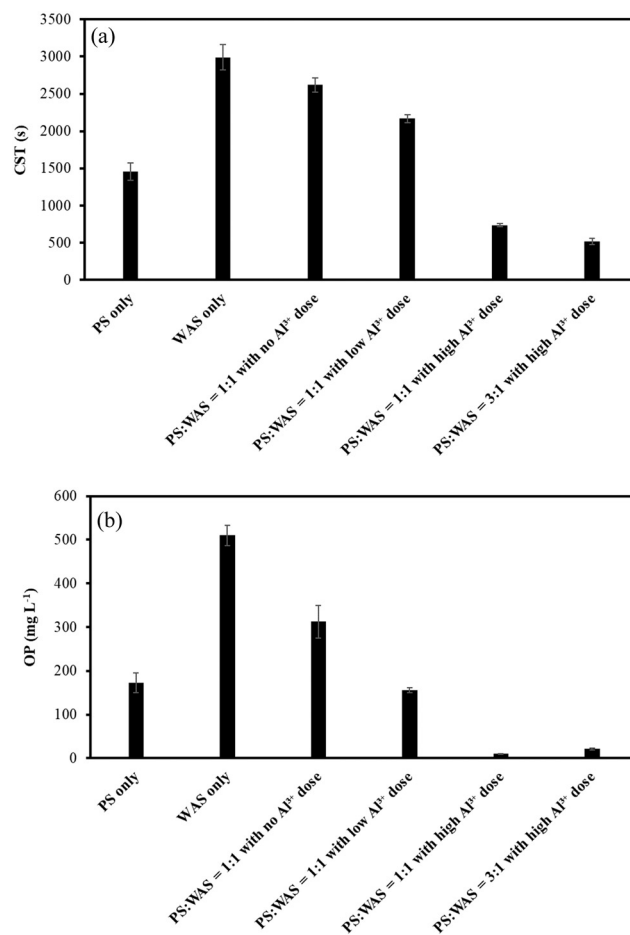 (a)
3500
3000
2500
2000
1500
1000
500
0
CST (s)
PS only
WAS only
PS:WAS = 1:1 with no Al³⁺ dose
PS:WAS = 1:1 with low Al³⁺ dose
PS:WAS = 1:1 with high Al³⁺ dose
PS:WAS = 3:1 with high Al³⁺ dose
(b)
600
500
400
300
200
100
0
OP (mg L⁻¹)
PS only
WAS only
PS:WAS = 1:1 with no Al³⁺ dose
PS:WAS = 1:1 with low Al³⁺ dose
PS:WAS = 1:1 with high Al³⁺ dose
PS:WAS = 3:1 with high Al³⁺ dose